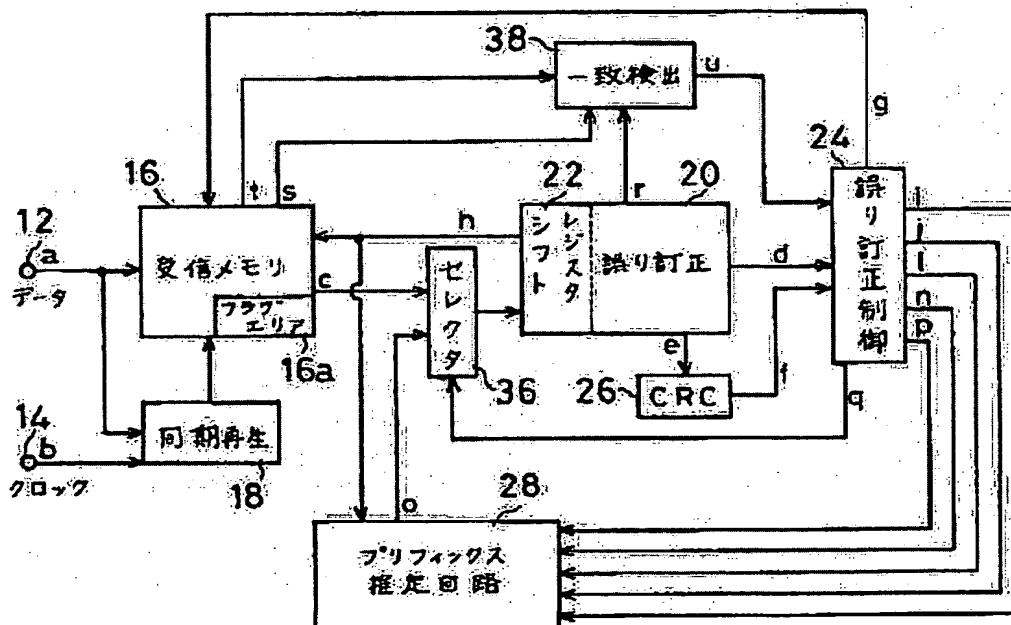 38
一致検出
u
g
24
16
t
s
22
r
20
12
a
データ
受信メモリ
フラグ
エリア
16a
h
c
セレクタ
36
シフト
レジスタ
誤り訂正
d
e
26
CRC
f
誤り訂正制御
i
j
l
n
p
q
14
b
クロック
同期再生
18
o
28
プリフィックス
推定回路